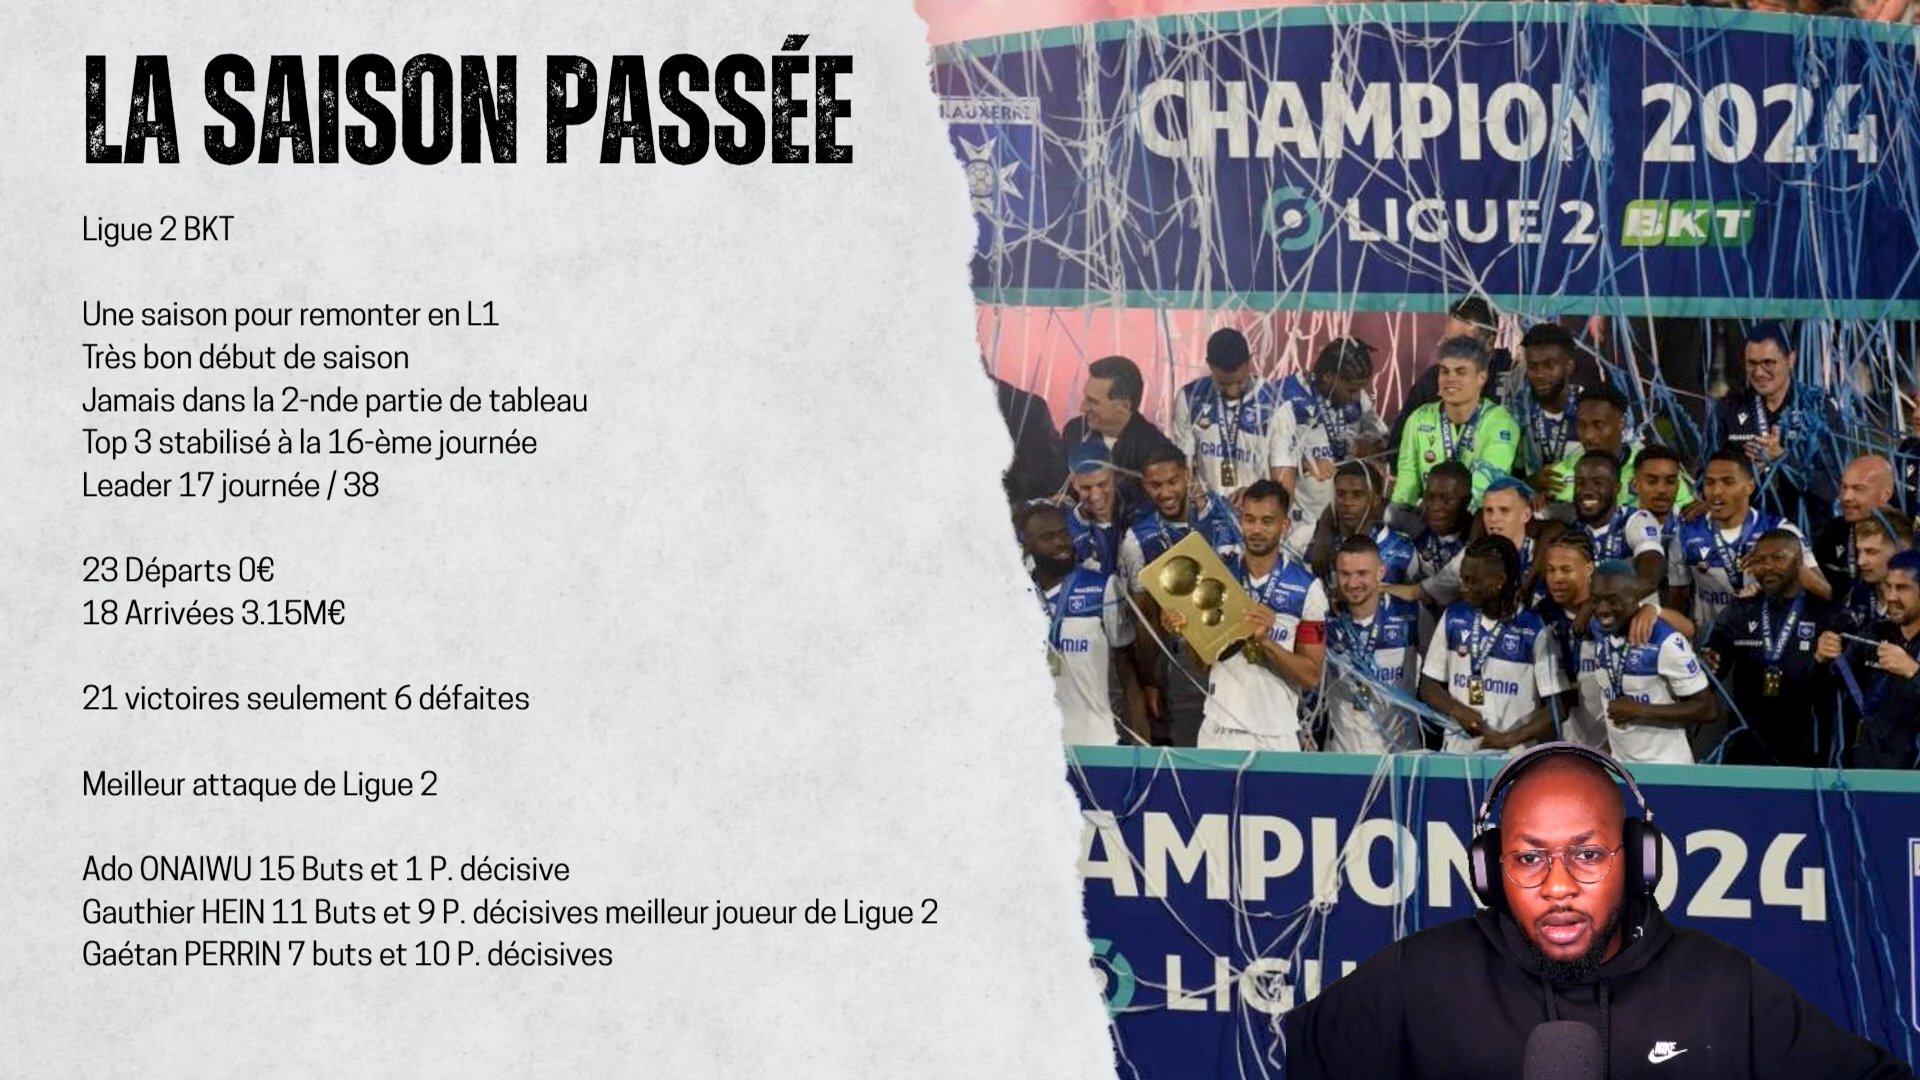 LA SAISON PASSÉE
Ligue 2 BKT
Une saison pour remonter en L1
Très bon début de saison
Jamais dans la 2-nde partie de tableau
Top 3 stabilisé à la 16-ème journée
Leader 17 journée / 38
23 Départs 0€
18 Arrivées 3.15M€
21 victoires seulement 6 défaites
Meilleur attaque de Ligue 2
Ado ONAIWU 15 Buts et 1 P. décisive
Gauthier HEIN 11 Buts et 9 P. décisives meilleur joueur de Ligue 2
Gaétan PERRIN 7 buts et 10 P. décisives
CHAMPION 2024
J.AUXERRE
LIGUE 2 BKT
ACADOMIA
AMPION 024
LIGU